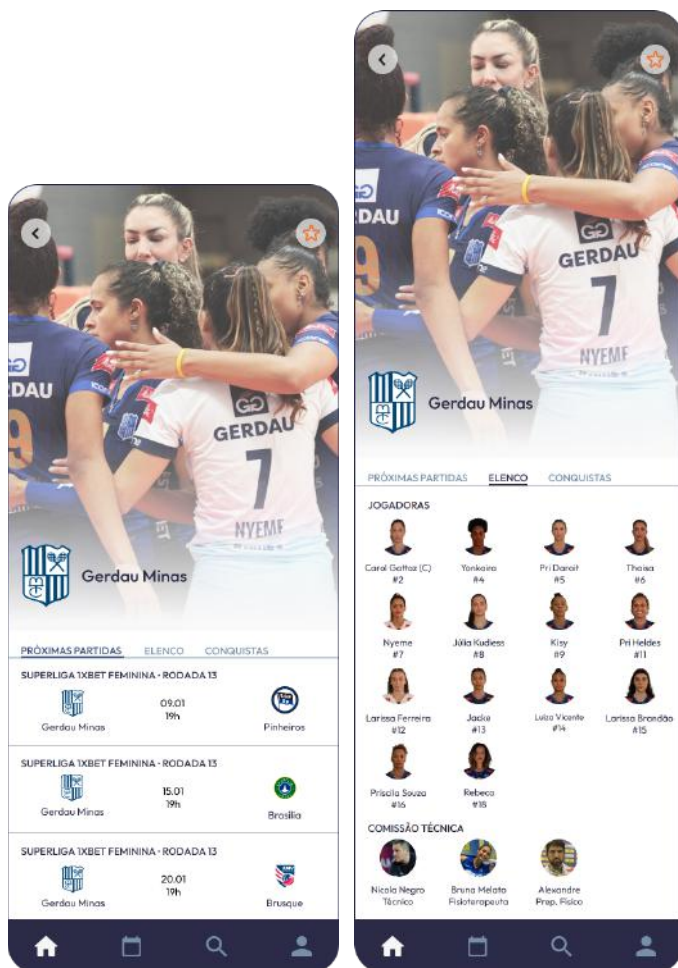 GERDAU
7
NYEME
DAU
9
Gerdau Minas
PRÓXIMAS PARTIDAS ELENCO CONQUISTAS
SUPERLIGA 1XBET FEMININA • RODADA 13
09.01
19h
Gerdau Minas Pinheiros
SUPERLIGA 1XBET FEMININA • RODADA 13
15.01
19h
Gerdau Minas Brasilia
SUPERLIGA 1XBET FEMININA • RODADA 13
20.01
19h
Gerdau Minas Brusque
DAU
9
GERDAU
7
NYEME
Gerdau Minas
PRÓXIMAS PARTIDAS ELENCO CONQUISTAS
JOGADORAS
Carol Gattaz (C) Yonkaira Pri Daroit Thaisa
#2 #4 #5 #6
Nyeme Júlia Kudiess Kisy Pri Heldes
#7 #8 #9 #11
Larissa Ferreira Jacke Luiza Vicente Larissa Brandão
#12 #13 #14 #15
Priscila Souza Rebeca
#16 #18
COMISSÃO TÉCNICA
Nicola Negro Bruna Melato Alexandre
Técnico Fisioterapeuta Prep. Físico